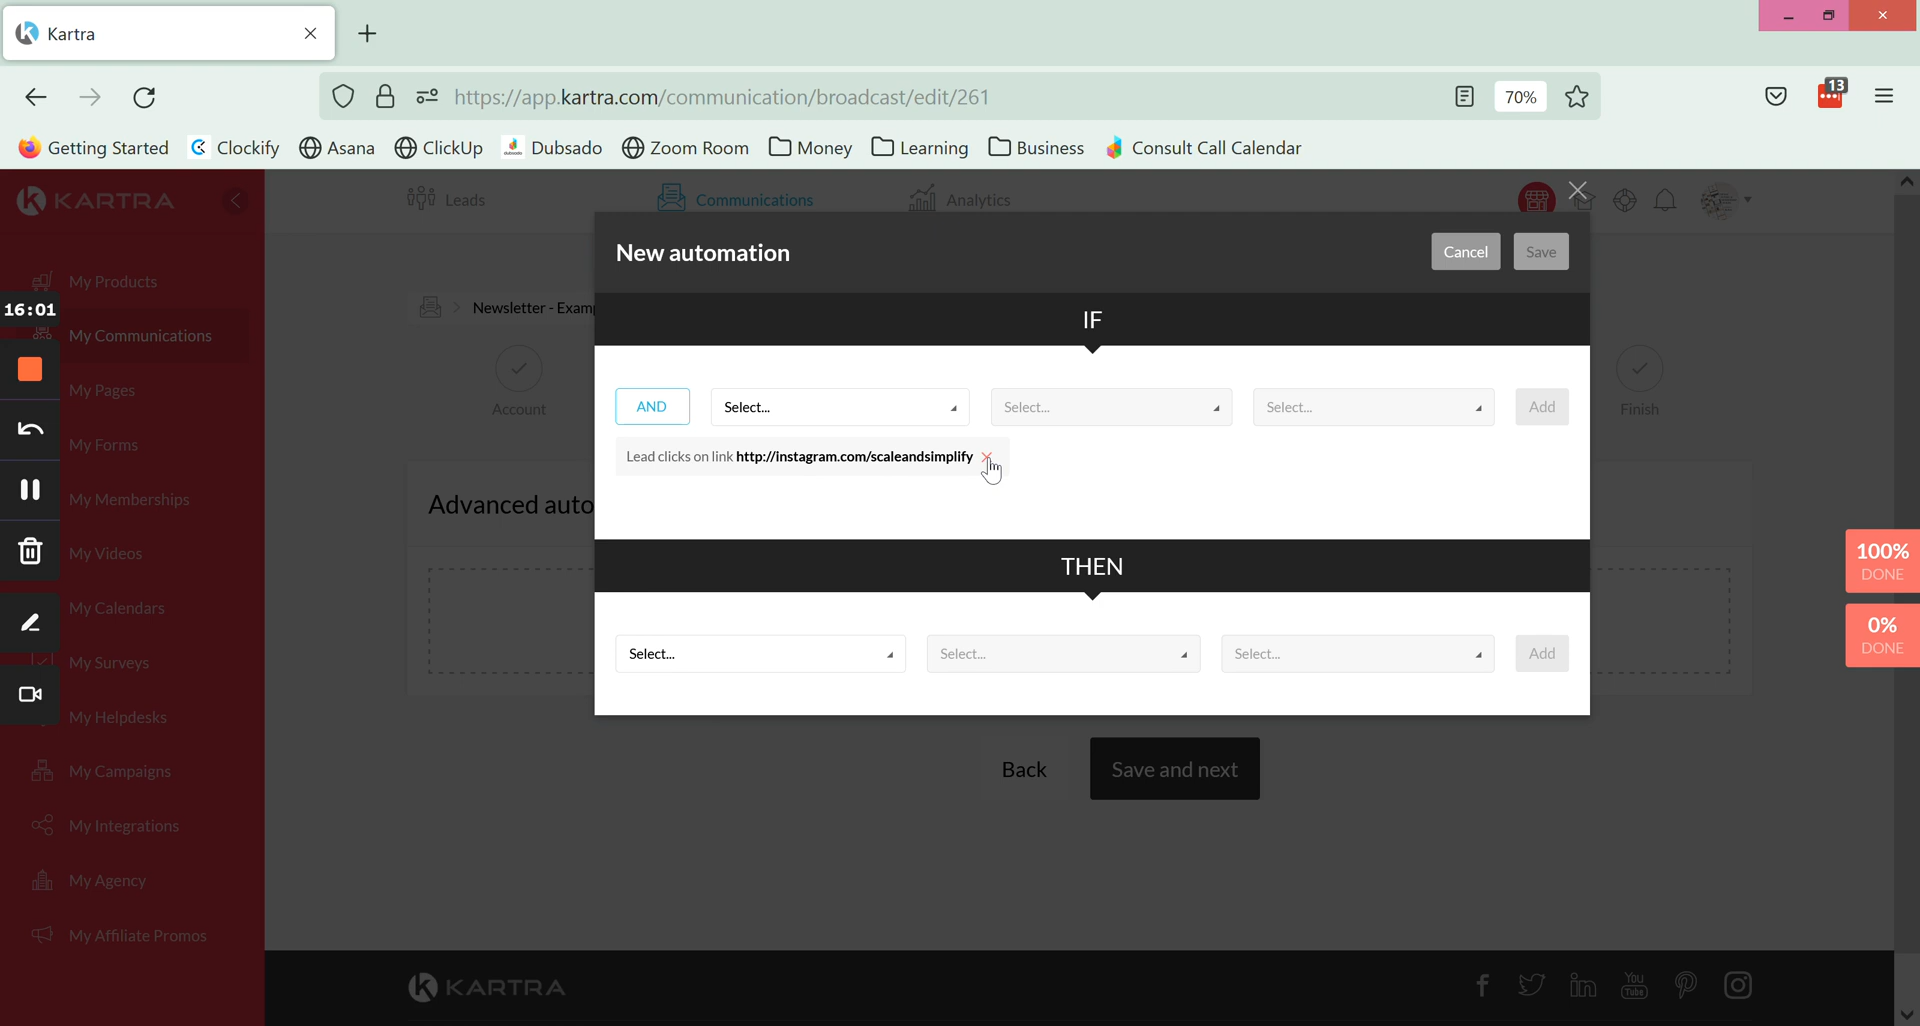 Kartra
https://app.kartra.com/communication/broadcast/edit/261
70%
13
Getting Started
Clockify
Asana
ClickUp
Dubsado
Zoom Room
Money
Learning
Business
Consult Call Calendar
KARTRA
Leads
Communications
Analytics
New automation
Cancel
Save
My Products
16:01
Newsletter - Examp
IF
My Communications
My Pages
Account
AND
Select...
Select...
Select...
Add
Finish
My Forms
Lead clicks on link http://instagram.com/scaleandsimplify
My Memberships
Advanced auto
My Videos
THEN
100%
DONE
My Calendars
0%
DONE
My Surveys
Select...
Select...
Select...
Add
My Helpdesks
My Campaigns
Back
Save and next
My Integrations
My Agency
My Affiliate Promos
KARTRA
You
Tube